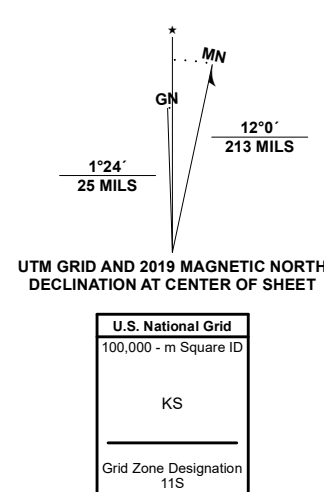 ★
MN
GN
12°0´
213 MILS
1°24´
25 MILS
UTM GRID AND 2019 MAGNETIC NORTH
DECLINATION AT CENTER OF SHEET
U.S. National Grid
100,000 - m Square ID
KS
Grid Zone Designation
11S